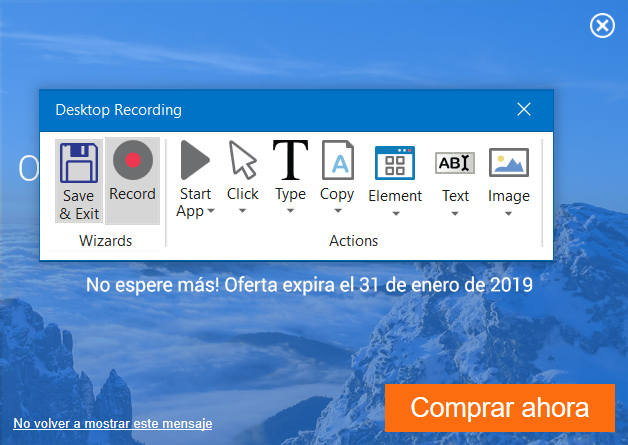 Desktop Recording
Save
& Exit
Record
Start
App
Click
Type
Copy
Element
Text
Image
Wizards
Actions
No espere más! Oferta expira el 31 de enero de 2019
Comprar ahora
No volver a mostrar este mensaje